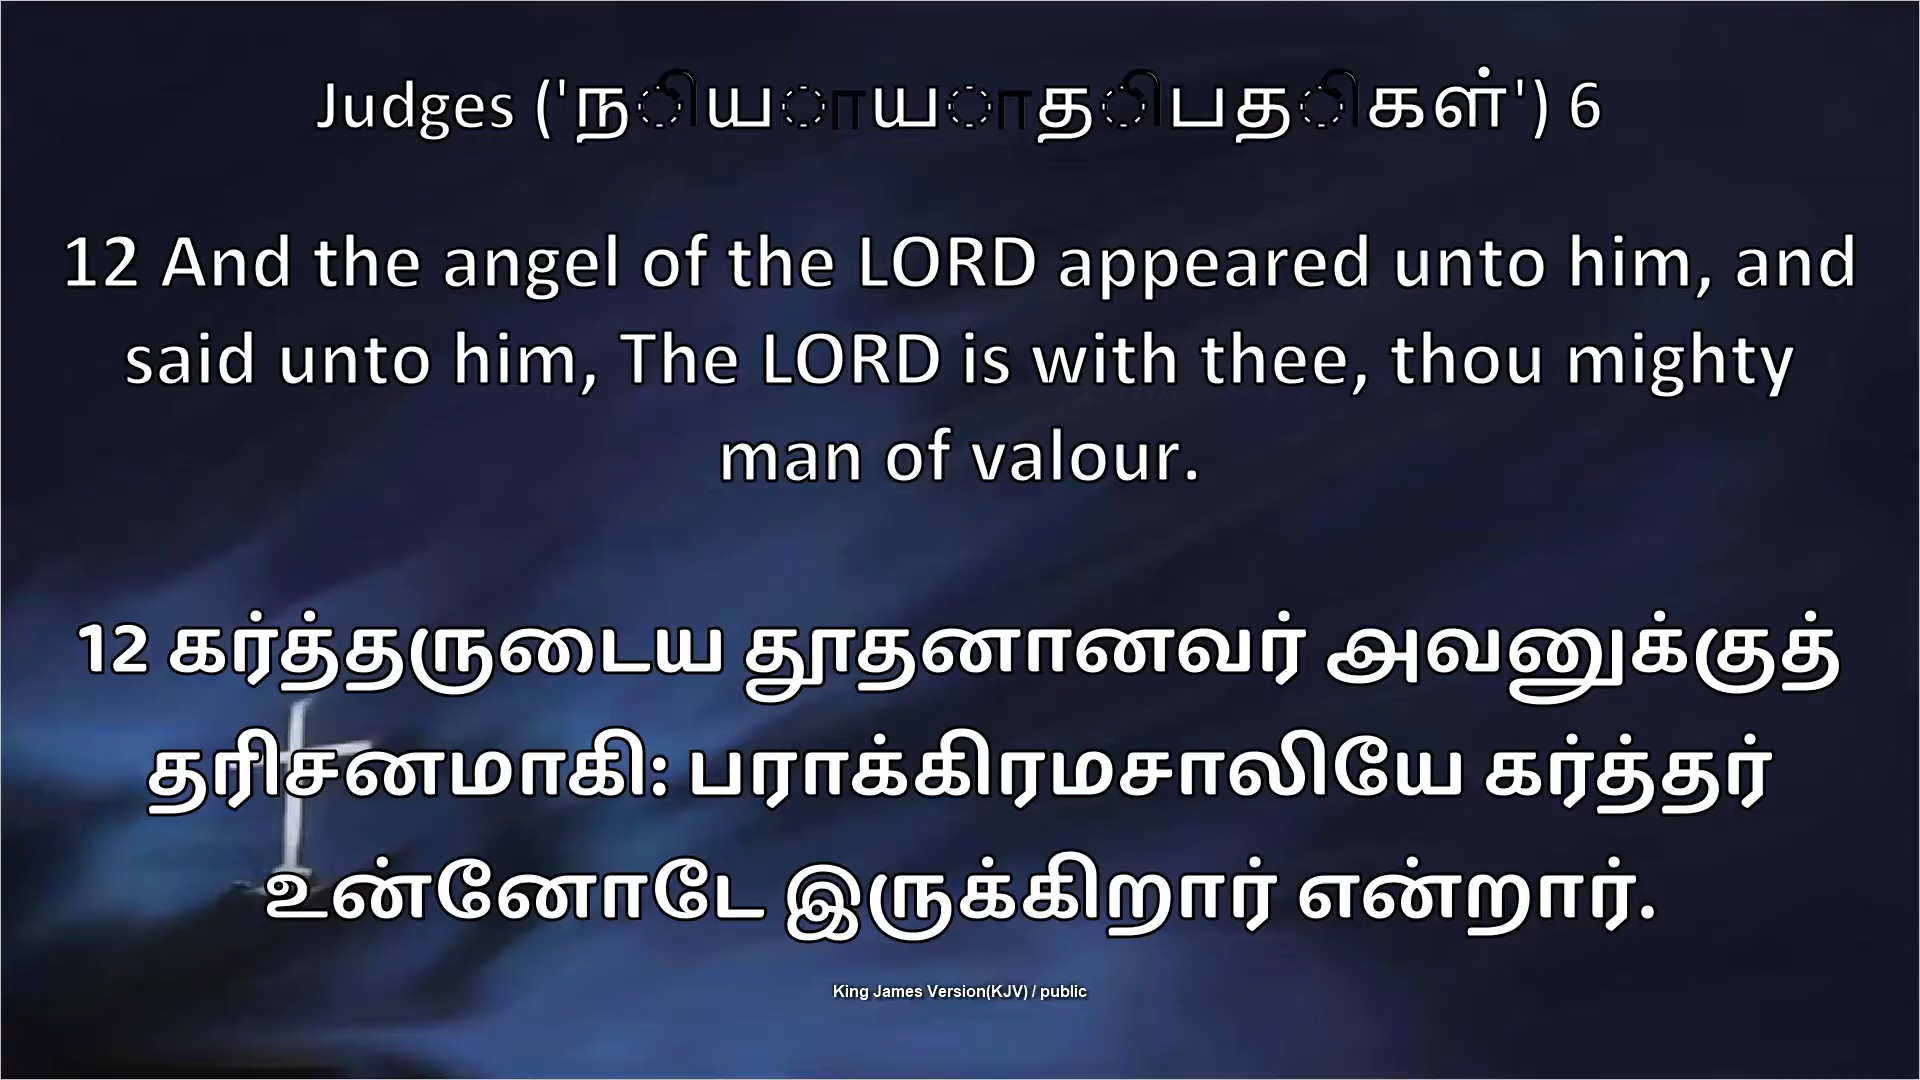 Judges ('நியாயாதிபதிகள்') 6
12 And the angel of the LORD appeared unto him, and
said unto him, The LORD is with thee, thou mighty
man of valour.
12 கர்த்தருடைய தூதனானவர் அவனுக்குத்
தரிசனமாகி: பராக்கிரமசாலியே கர்த்தர்
உன்னோடே இருக்கிறார் என்றார்.
King James Version(KJV) / public